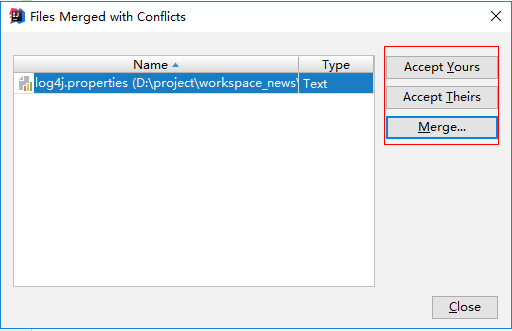 Files Merged with Conflicts
Name Type
log4j.properties (D:\project\workspace_news\ Text
Accept Yours
Accept Theirs
Merge...
Close